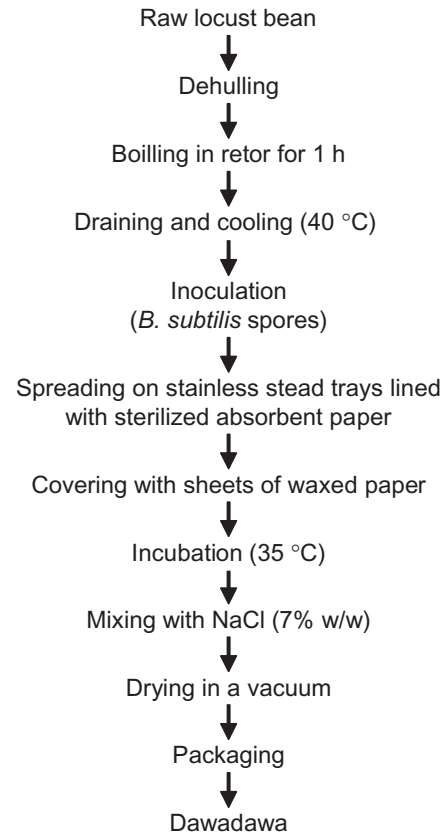 Raw locust bean
Dehulling
Boilling in retor for 1 h
Draining and cooling (40 °C)
Inoculation
(B. subtilis spores)
Spreading on stainless stead trays lined
with sterilized absorbent paper
Covering with sheets of waxed paper
Incubation (35 °C)
Mixing with NaCl (7% w/w)
Drying in a vacuum
Packaging
Dawadawa